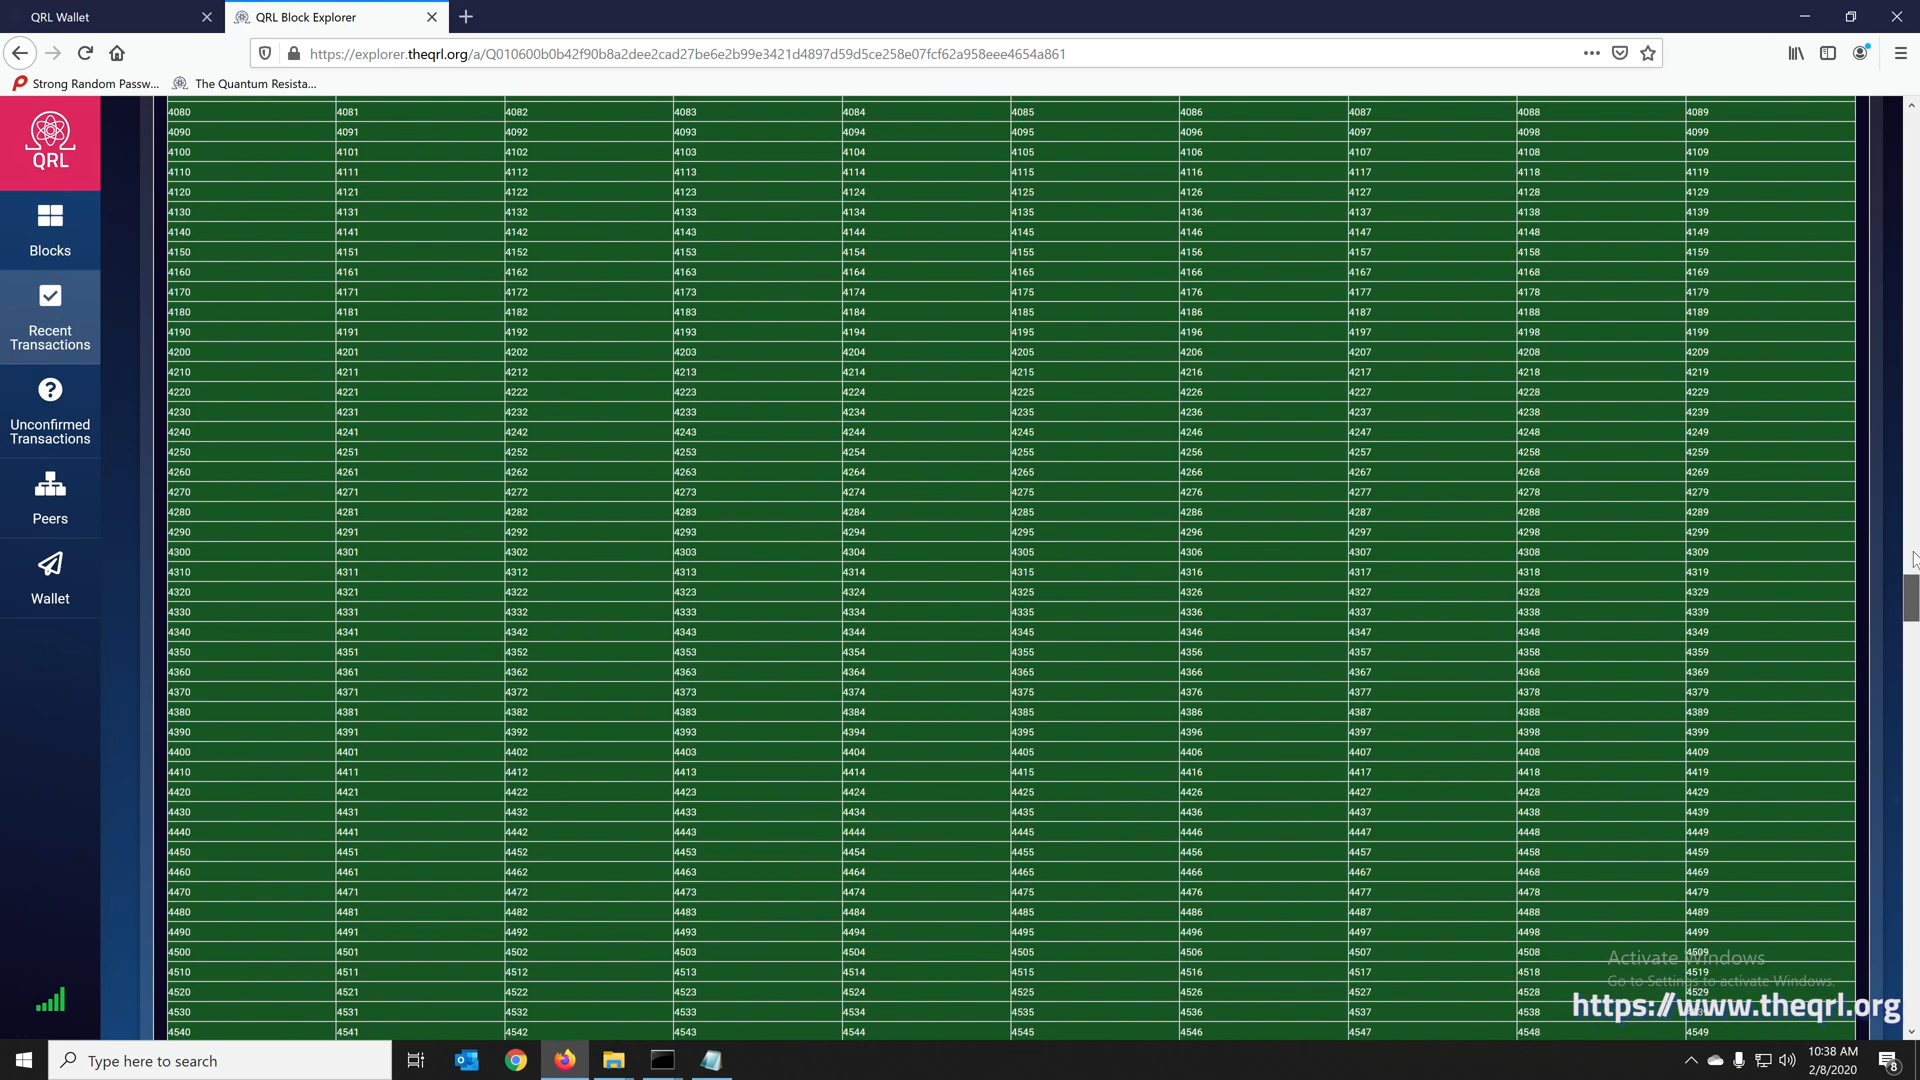 QRL Wallet
QRL Block Explorer
https://explorer.theqrl.org/a/Q010600b0b42f90b8a2dee2cad27be6e2b99e3421d4897d59d5ce258e07fcf62a958eee4654a861
Strong Random Passw...
The Quantum Resista...
QRL
Blocks
Recent
Transactions
Unconfirmed
Transactions
Peers
Wallet
4080 4081 4082 4083 4084 4085 4086 4087 4088 4089
4090 4091 4092 4093 4094 4095 4096 4097 4098 4099
4100 4101 4102 4103 4104 4105 4106 4107 4108 4109
4110 4111 4112 4113 4114 4115 4116 4117 4118 4119
4120 4121 4122 4123 4124 4125 4126 4127 4128 4129
4130 4131 4132 4133 4134 4135 4136 4137 4138 4139
4140 4141 4142 4143 4144 4145 4146 4147 4148 4149
4150 4151 4152 4153 4154 4155 4156 4157 4158 4159
4160 4161 4162 4163 4164 4165 4166 4167 4168 4169
4170 4171 4172 4173 4174 4175 4176 4177 4178 4179
4180 4181 4182 4183 4184 4185 4186 4187 4188 4189
4190 4191 4192 4193 4194 4195 4196 4197 4198 4199
4200 4201 4202 4203 4204 4205 4206 4207 4208 4209
4210 4211 4212 4213 4214 4215 4216 4217 4218 4219
4220 4221 4222 4223 4224 4225 4226 4227 4228 4229
4230 4231 4232 4233 4234 4235 4236 4237 4238 4239
4240 4241 4242 4243 4244 4245 4246 4247 4248 4249
4250 4251 4252 4253 4254 4255 4256 4257 4258 4259
4260 4261 4262 4263 4264 4265 4266 4267 4268 4269
4270 4271 4272 4273 4274 4275 4276 4277 4278 4279
4280 4281 4282 4283 4284 4285 4286 4287 4288 4289
4290 4291 4292 4293 4294 4295 4296 4297 4298 4299
4300 4301 4302 4303 4304 4305 4306 4307 4308 4309
4310 4311 4312 4313 4314 4315 4316 4317 4318 4319
4320 4321 4322 4323 4324 4325 4326 4327 4328 4329
4330 4331 4332 4333 4334 4335 4336 4337 4338 4339
4340 4341 4342 4343 4344 4345 4346 4347 4348 4349
4350 4351 4352 4353 4354 4355 4356 4357 4358 4359
4360 4361 4362 4363 4364 4365 4366 4367 4368 4369
4370 4371 4372 4373 4374 4375 4376 4377 4378 4379
4380 4381 4382 4383 4384 4385 4386 4387 4388 4389
4390 4391 4392 4393 4394 4395 4396 4397 4398 4399
4400 4401 4402 4403 4404 4405 4406 4407 4408 4409
4410 4411 4412 4413 4414 4415 4416 4417 4418 4419
4420 4421 4422 4423 4424 4425 4426 4427 4428 4429
4430 4431 4432 4433 4434 4435 4436 4437 4438 4439
4440 4441 4442 4443 4444 4445 4446 4447 4448 4449
4450 4451 4452 4453 4454 4455 4456 4457 4458 4459
4460 4461 4462 4463 4464 4465 4466 4467 4468 4469
4470 4471 4472 4473 4474 4475 4476 4477 4478 4479
4480 4481 4482 4483 4484 4485 4486 4487 4488 4489
4490 4491 4492 4493 4494 4495 4496 4497 4498 4499
4500 4501 4502 4503 4504 4505 4506 4507 4508 4509
4510 4511 4512 4513 4514 4515 4516 4517 4518 4519
4520 4521 4522 4523 4524 4525 4526 4527 4528 4529
4530 4531 4532 4533 4534 4535 4536 4537 4538
4540 4541 4542 4543 4544 4545 4546 4547 4548 4549
Activate Windows
Go to Settings to activate Windows.
https://www.theqrl.org
Type here to search
10:38 AM
2/8/2020
8